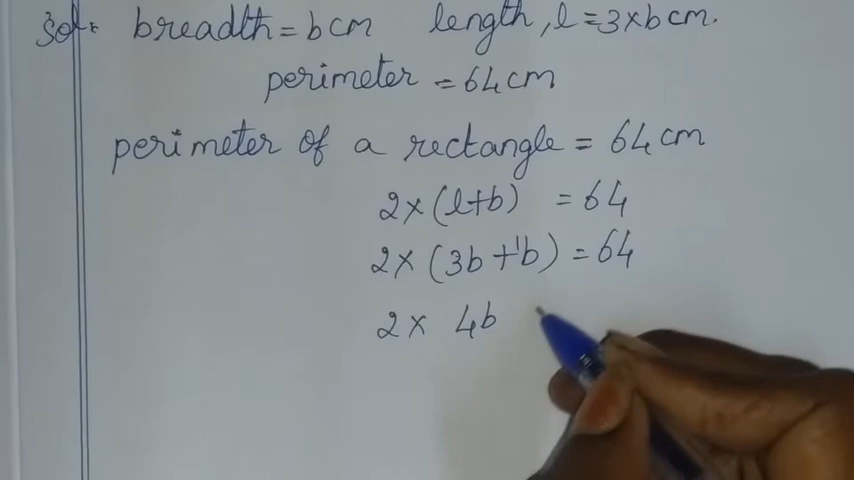 Sol:  breadth = b cm  length, l = 3×b cm.
perimeter = 64 cm
perimeter of a rectangle = 64 cm
2×(l+b) = 64
2×(3b+1b) = 64
2× 4b